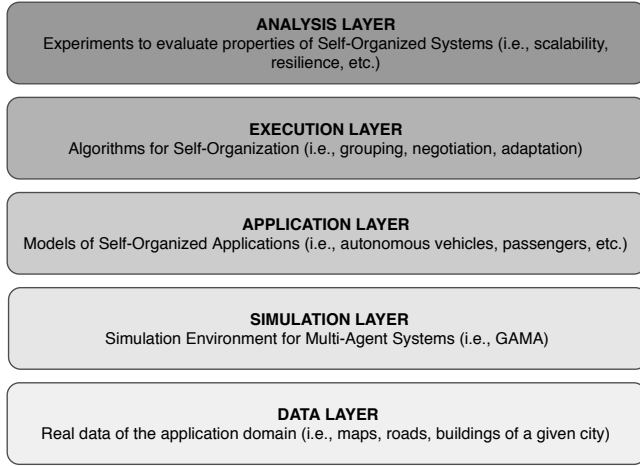 ANALYSIS LAYER
Experiments to evaluate properties of Self-Organized Systems (i.e., scalability,
resilience, etc.)
EXECUTION LAYER
Algorithms for Self-Organization (i.e., grouping, negotiation, adaptation)
APPLICATION LAYER
Models of Self-Organized Applications (i.e., autonomous vehicles, passengers, etc.)
SIMULATION LAYER
Simulation Environment for Multi-Agent Systems (i.e., GAMA)
DATA LAYER
Real data of the application domain (i.e., maps, roads, buildings of a given city)